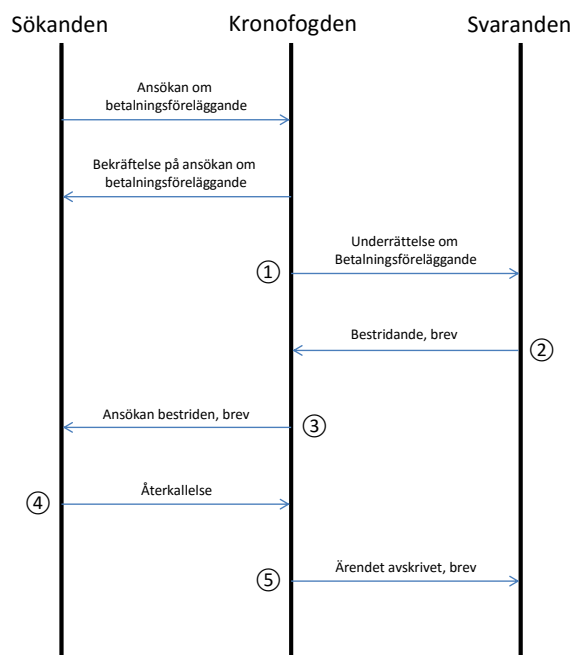 Sökanden Kronofogden Svaranden
Ansökan om
betalningsföreläggande
Bekräftelse på ansökan om
betalningsföreläggande
Underrättelse om
Betalningsföreläggande
①
Bestridande, brev
②
Ansökan bestriden, brev
③
Återkallelse
④
Ärendet avskrivet, brev
⑤